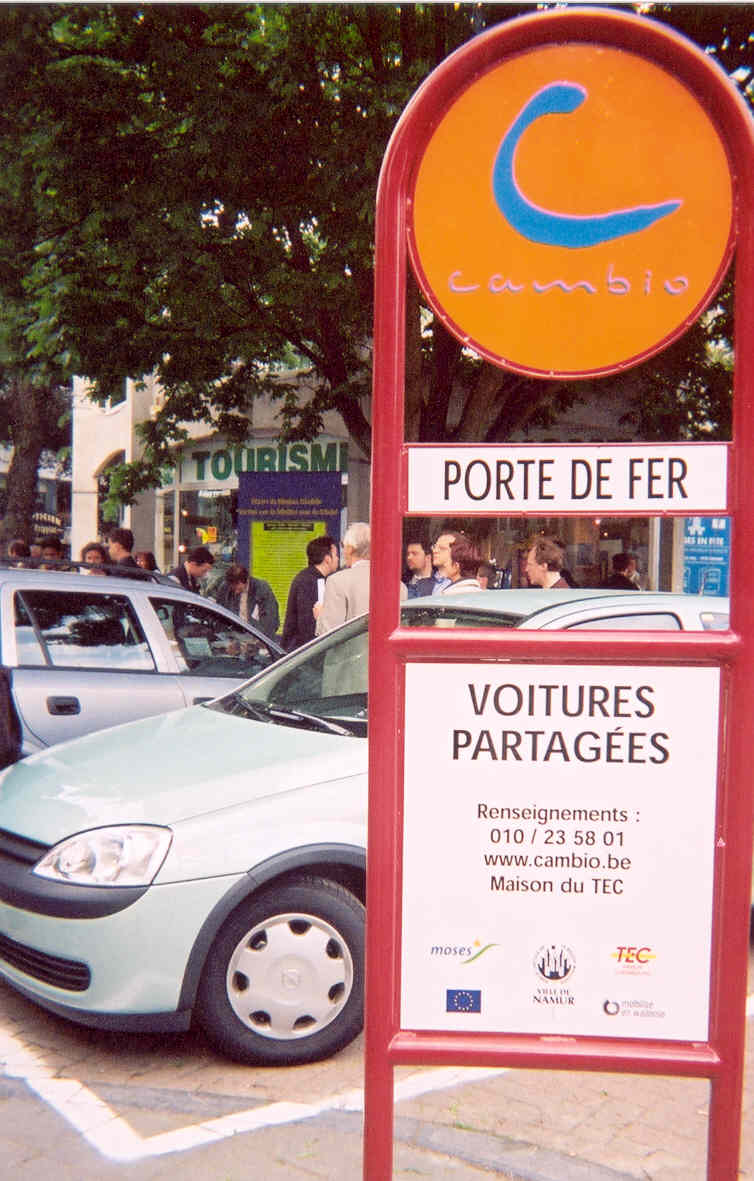 cambio
PORTE DE FER
TOURISM
VOITURES
PARTAGÉES
Renseignements :
010 / 23 58 01
www.cambio.be
Maison du TEC
moses
VILLE DE
NAMUR
TEC
mobilise
en wallonie